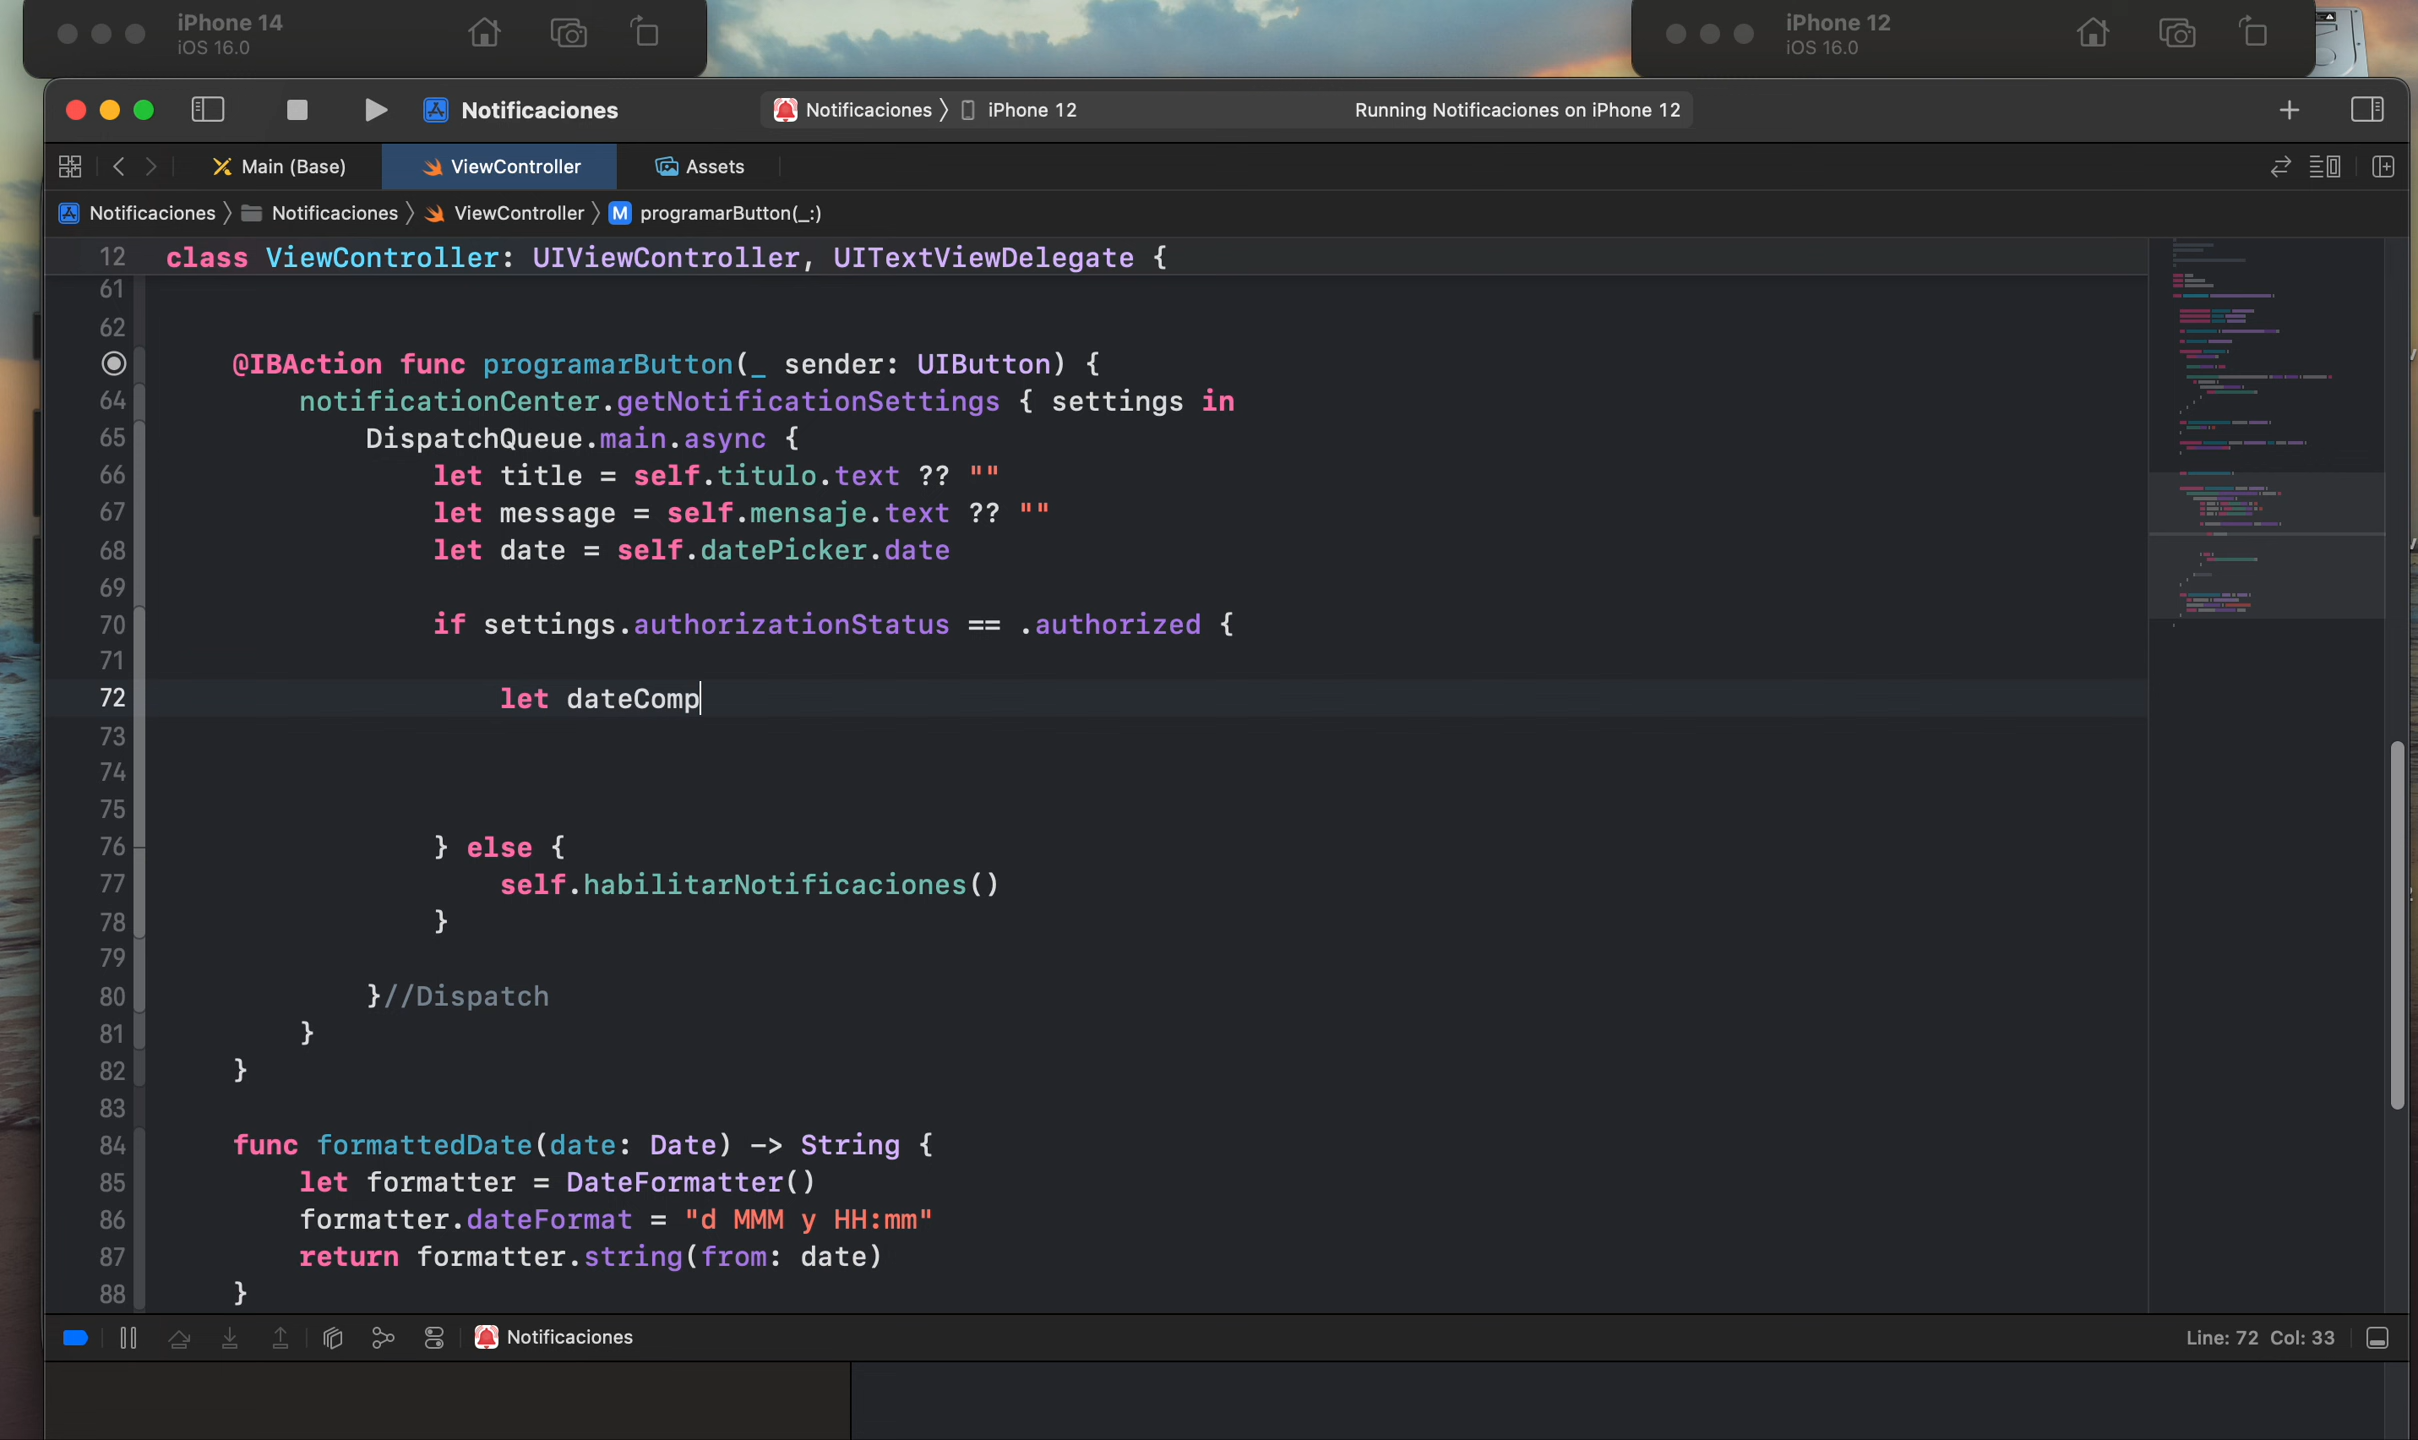 iPhone 14
iOS 16.0
iPhone 12
iOS 16.0
Notificaciones
Notificaciones 〉 iPhone 12
Running Notificaciones on iPhone 12
Main (Base)
ViewController
Assets
Notificaciones 〉 Notificaciones 〉 ViewController 〉 M programarButton(_:)
12 class ViewController: UIViewController, UITextViewDelegate {
61
62
@IBAction func programarButton(_ sender: UIButton) {
64 notificationCenter.getNotificationSettings { settings in
65 DispatchQueue.main.async {
66 let title = self.titulo.text ?? ""
67 let message = self.mensaje.text ?? ""
68 let date = self.datePicker.date
69
70 if settings.authorizationStatus == .authorized {
71
72 let dateComp
73
74
75
76 } else {
77 self.habilitarNotificaciones()
78 }
79
80 }//Dispatch
81 }
82 }
83
84 func formattedDate(date: Date) -> String {
85 let formatter = DateFormatter()
86 formatter.dateFormat = "d MMM y HH:mm"
87 return formatter.string(from: date)
88 }
Notificaciones
Line: 72 Col: 33